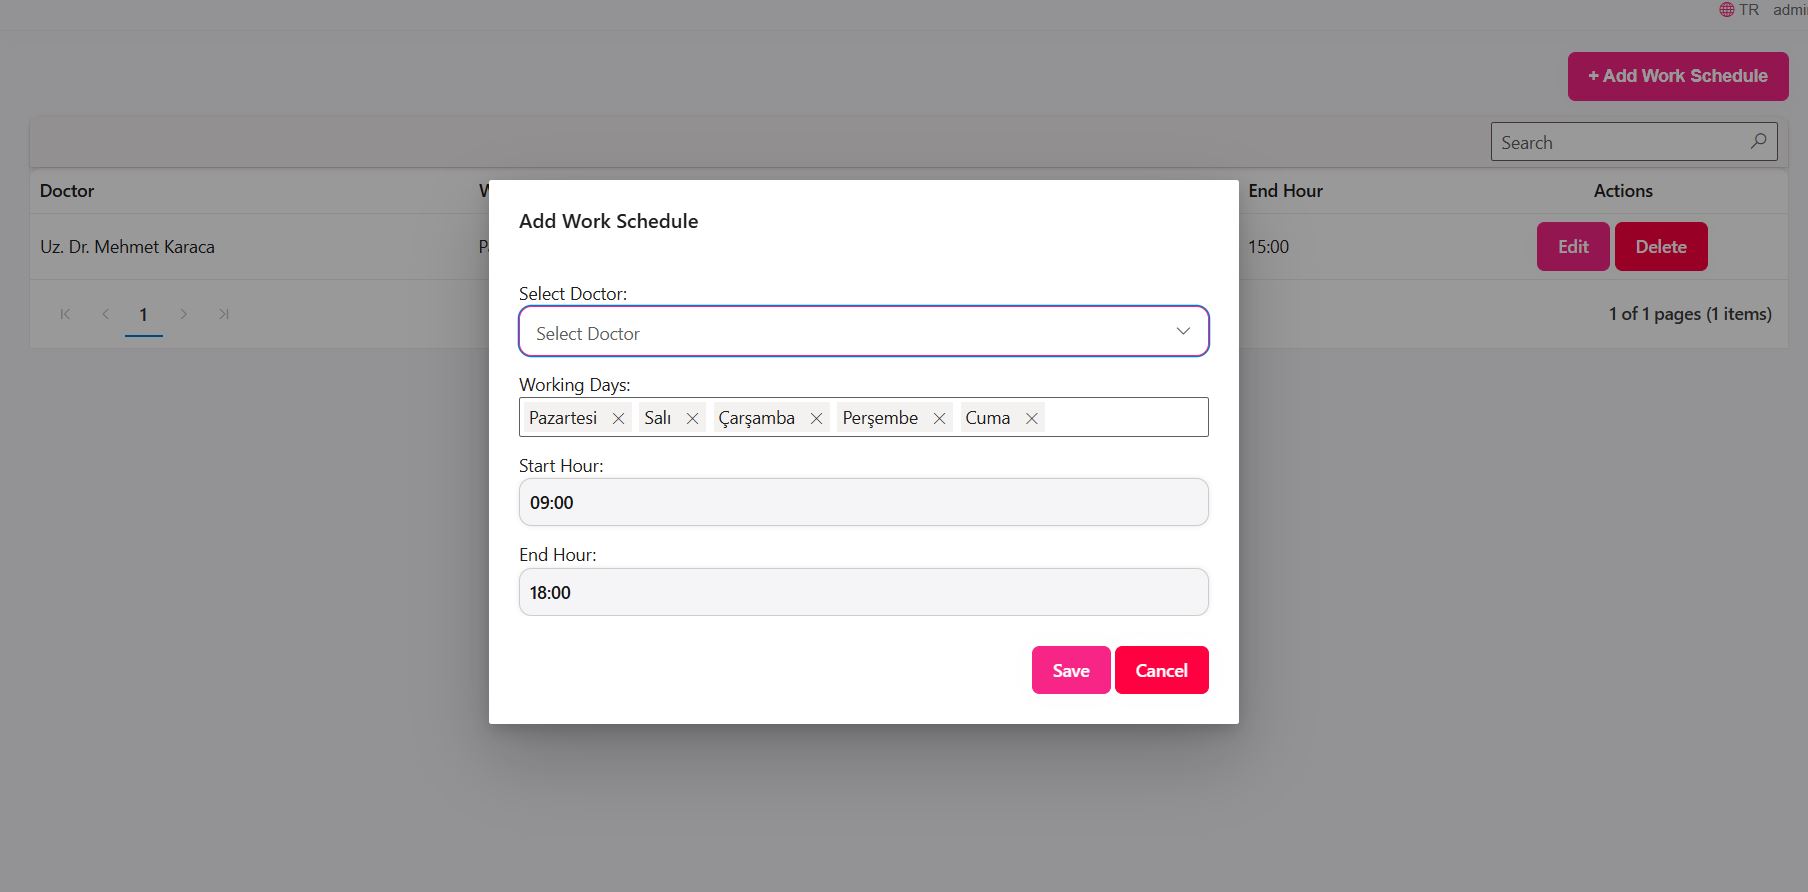 TR
+ Add Work Schedule
Search
Doctor End Hour Actions
Uz. Dr. Mehmet Karaca 15:00 Edit Delete
1 1 of 1 pages (1 items)
Add Work Schedule
Select Doctor:
Select Doctor
Working Days:
Pazartesi Salı Çarşamba Perşembe Cuma
Start Hour:
09:00
End Hour:
18:00
Save Cancel